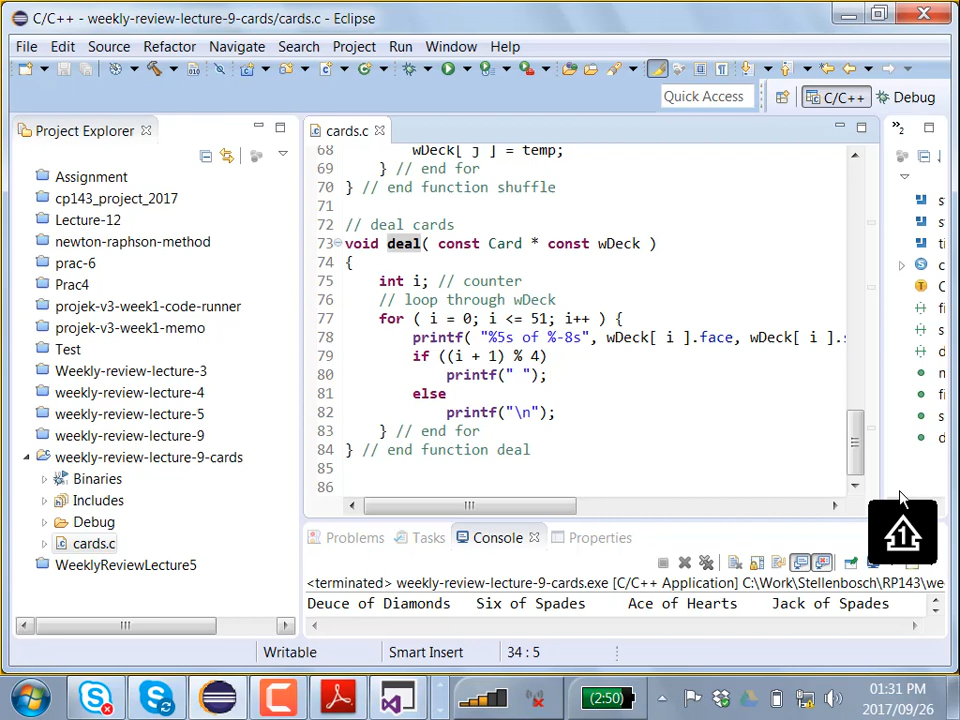 C/C++ - weekly-review-lecture-9-cards/cards.c - Eclipse
File Edit Source Refactor Navigate Search Project Run Window Help
Quick Access C/C++ Debug
Project Explorer
Assignment
cp143_project_2017
Lecture-12
newton-raphson-method
prac-6
Prac4
projek-v3-week1-code-runner
projek-v3-week1-memo
Test
Weekly-review-lecture-3
weekly-review-lecture-4
weekly-review-lecture-5
weekly-review-lecture-9
weekly-review-lecture-9-cards
Binaries
Includes
Debug
cards.c
WeeklyReviewLecture5
cards.c
68 wDeck[ j ] = temp;
69 } // end for
70 } // end function shuffle
71
72 // deal cards
73 void deal( const Card * const wDeck )
74 {
75 int i; // counter
76 // loop through wDeck
77 for ( i = 0; i <= 51; i++ ) {
78 printf( "%5s of %-8s", wDeck[ i ].face, wDeck[ i ].s
79 if ((i + 1) % 4)
80 printf(" ");
81 else
82 printf("\n");
83 } // end for
84 } // end function deal
85
86
»2
s
s
ti
c
C
fi
s
d
n
fi
s
d
1
Problems Tasks Console Properties
<terminated> weekly-review-lecture-9-cards.exe [C/C++ Application] C:\Work\Stellenbosch\RP143\we
Deuce of Diamonds Six of Spades Ace of Hearts Jack of Spades
Writable Smart Insert 34 : 5
(2:50)
01:31 PM
2017/09/26